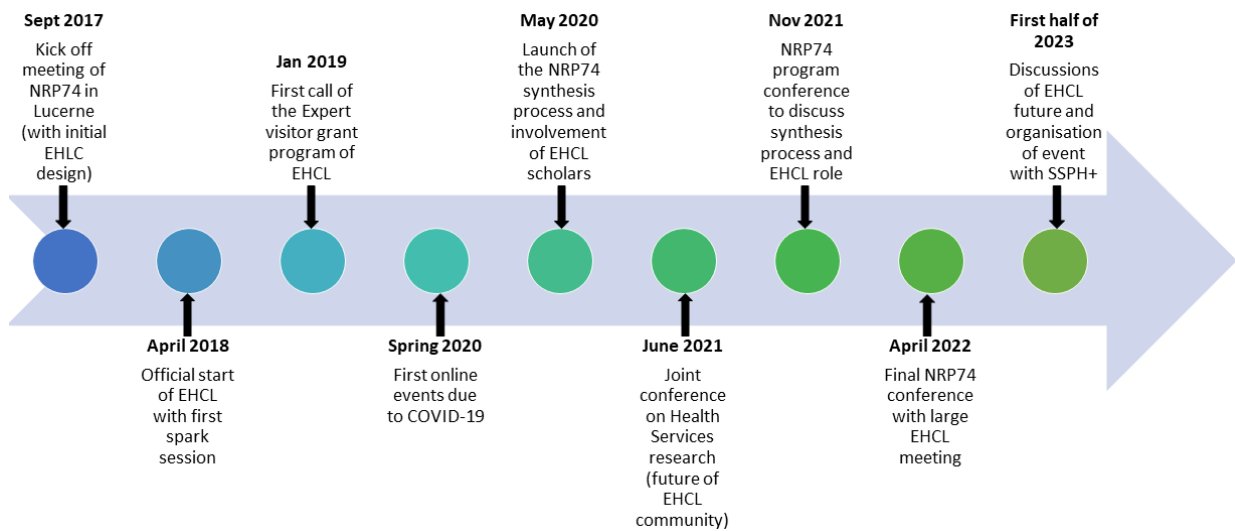 Sept 2017
Kick off
meeting of
NRP74 in
Lucerne
(with initial
EHLC
design)
April 2018
Official start
of EHCL
with first
spark
session
Jan 2019
First call of
the Expert
visitor grant
program of
EHCL
Spring 2020
First online
events due
to COVID-19
May 2020
Launch of
the NRP74
synthesis
process and
involvement
of EHCL
scholars
June 2021
Joint
conference
on Health
Services
research
(future of
EHCL
community)
Nov 2021
NRP74
program
conference
to discuss
synthesis
process and
EHCL role
April 2022
Final NRP74
conference
with large
EHCL
meeting
First half of
2023
Discussions
of EHCL
future and
organisation
of event
with SSPH+